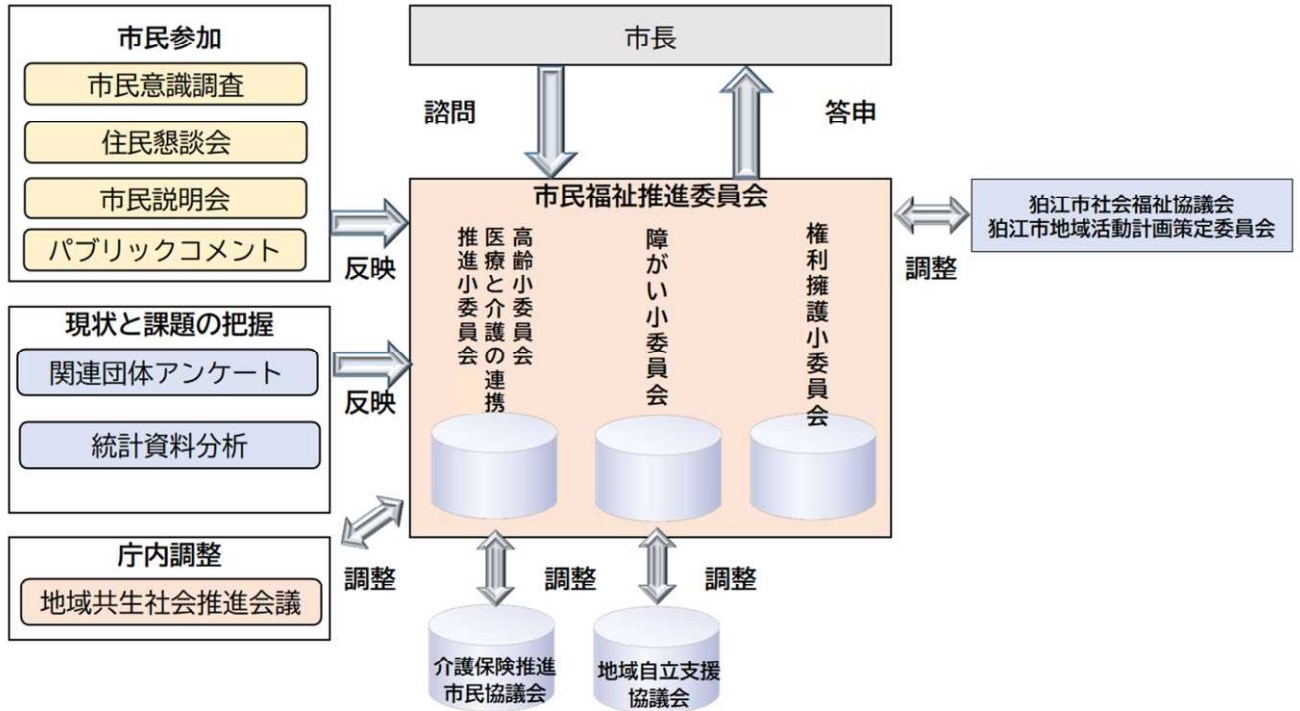 市民参加
市民意識調査
住民懇談会
市民説明会
パブリックコメント
反映
現状と課題の把握
関連団体アンケート
統計資料分析
反映
庁内調整
地域共生社会推進会議
調整
市長
諮問
答申
市民福祉推進委員会
高齢小委員会
医療と介護の連携
推進小委員会
障がい小委員会
権利擁護小委員会
調整
調整
介護保険推進
市民協議会
地域自立支援
協議会
調整
狛江市社会福祉協議会
狛江市地域活動計画策定委員会